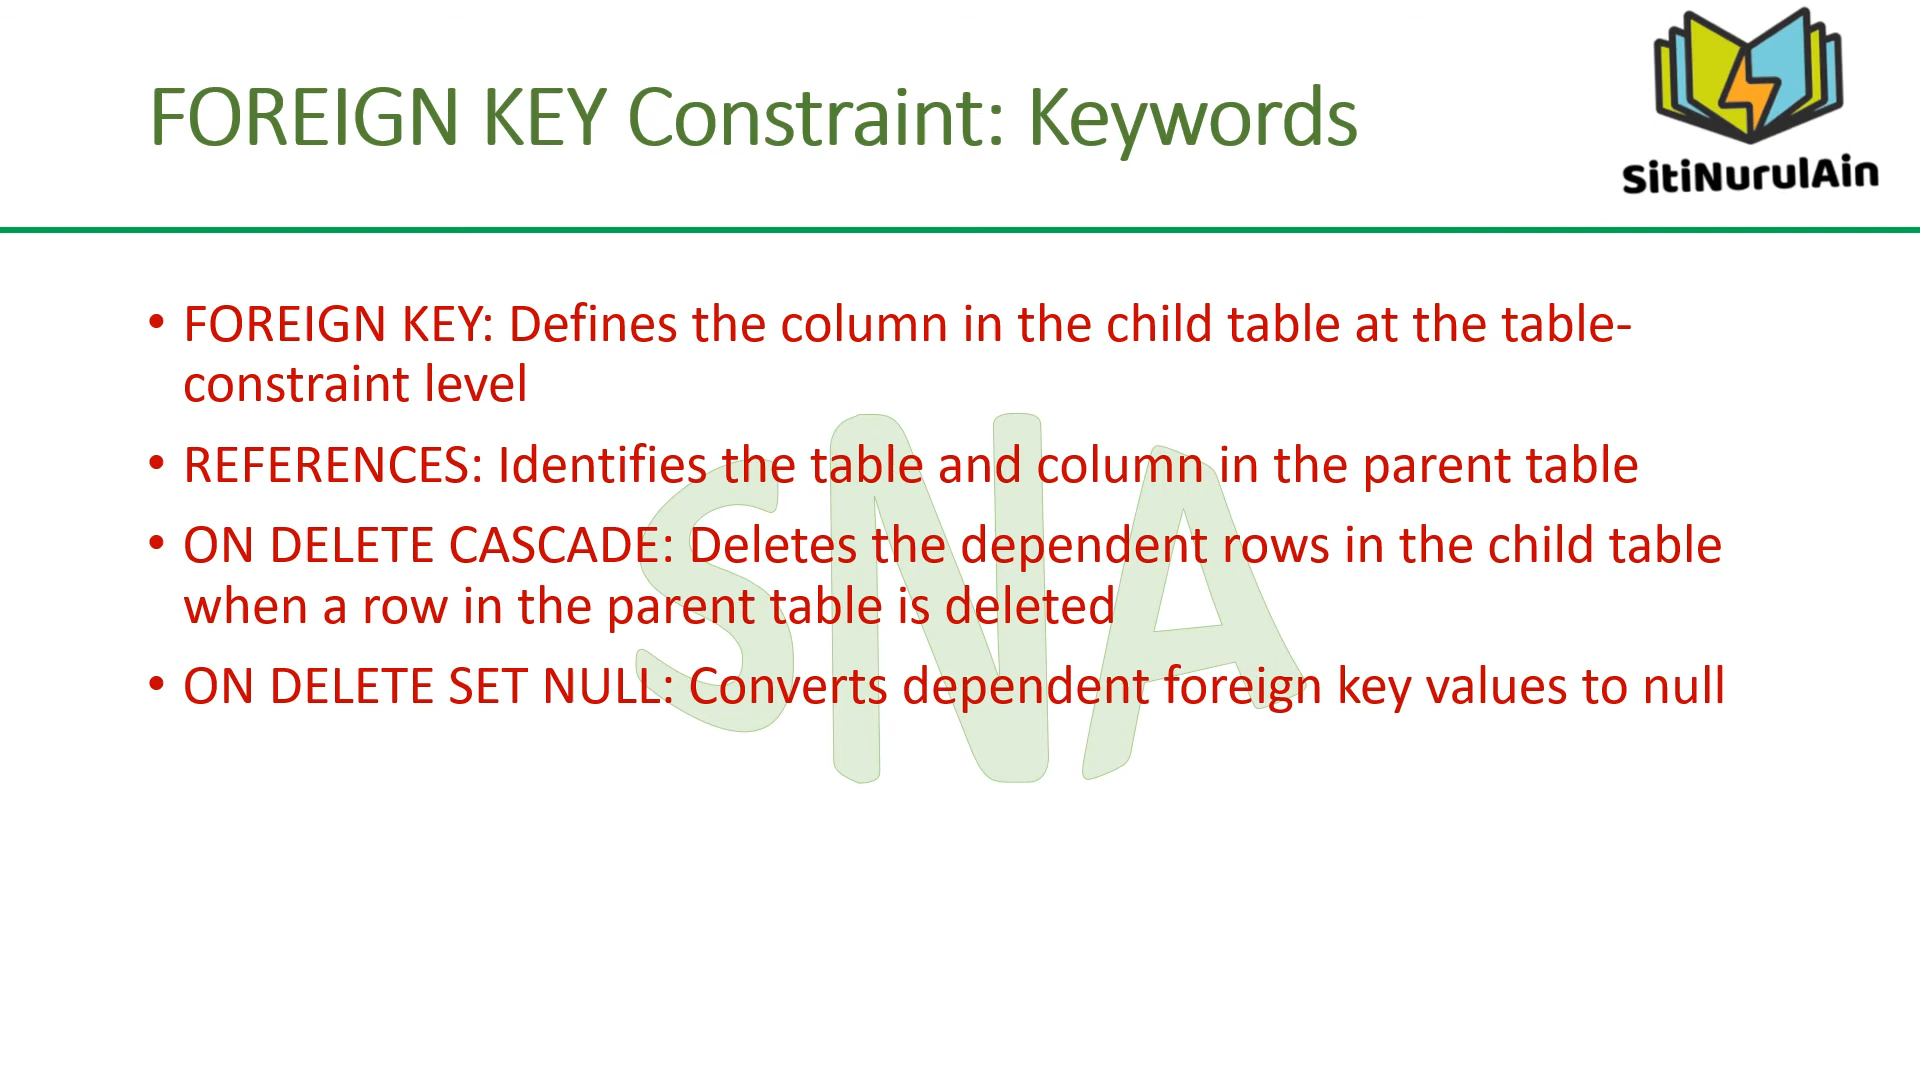 FOREIGN KEY Constraint: Keywords
SitiNurulAin
• FOREIGN KEY: Defines the column in the child table at the table-
constraint level
• REFERENCES: Identifies the table and column in the parent table
• ON DELETE CASCADE: Deletes the dependent rows in the child table
when a row in the parent table is deleted
• ON DELETE SET NULL: Converts dependent foreign key values to null
SNA